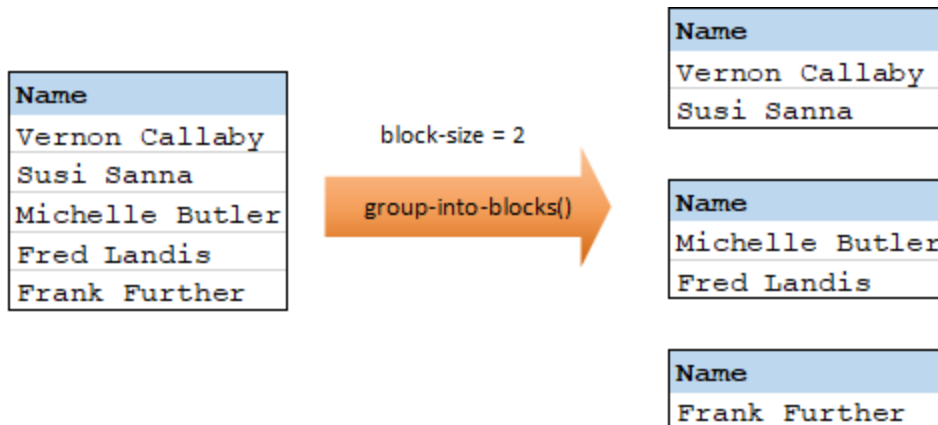 Name
Vernon Callaby
Susi Sanna
Michelle Butler
Fred Landis
Frank Further
block-size = 2
group-into-blocks()
Name
Vernon Callaby
Susi Sanna
Name
Michelle Butler
Fred Landis
Name
Frank Further